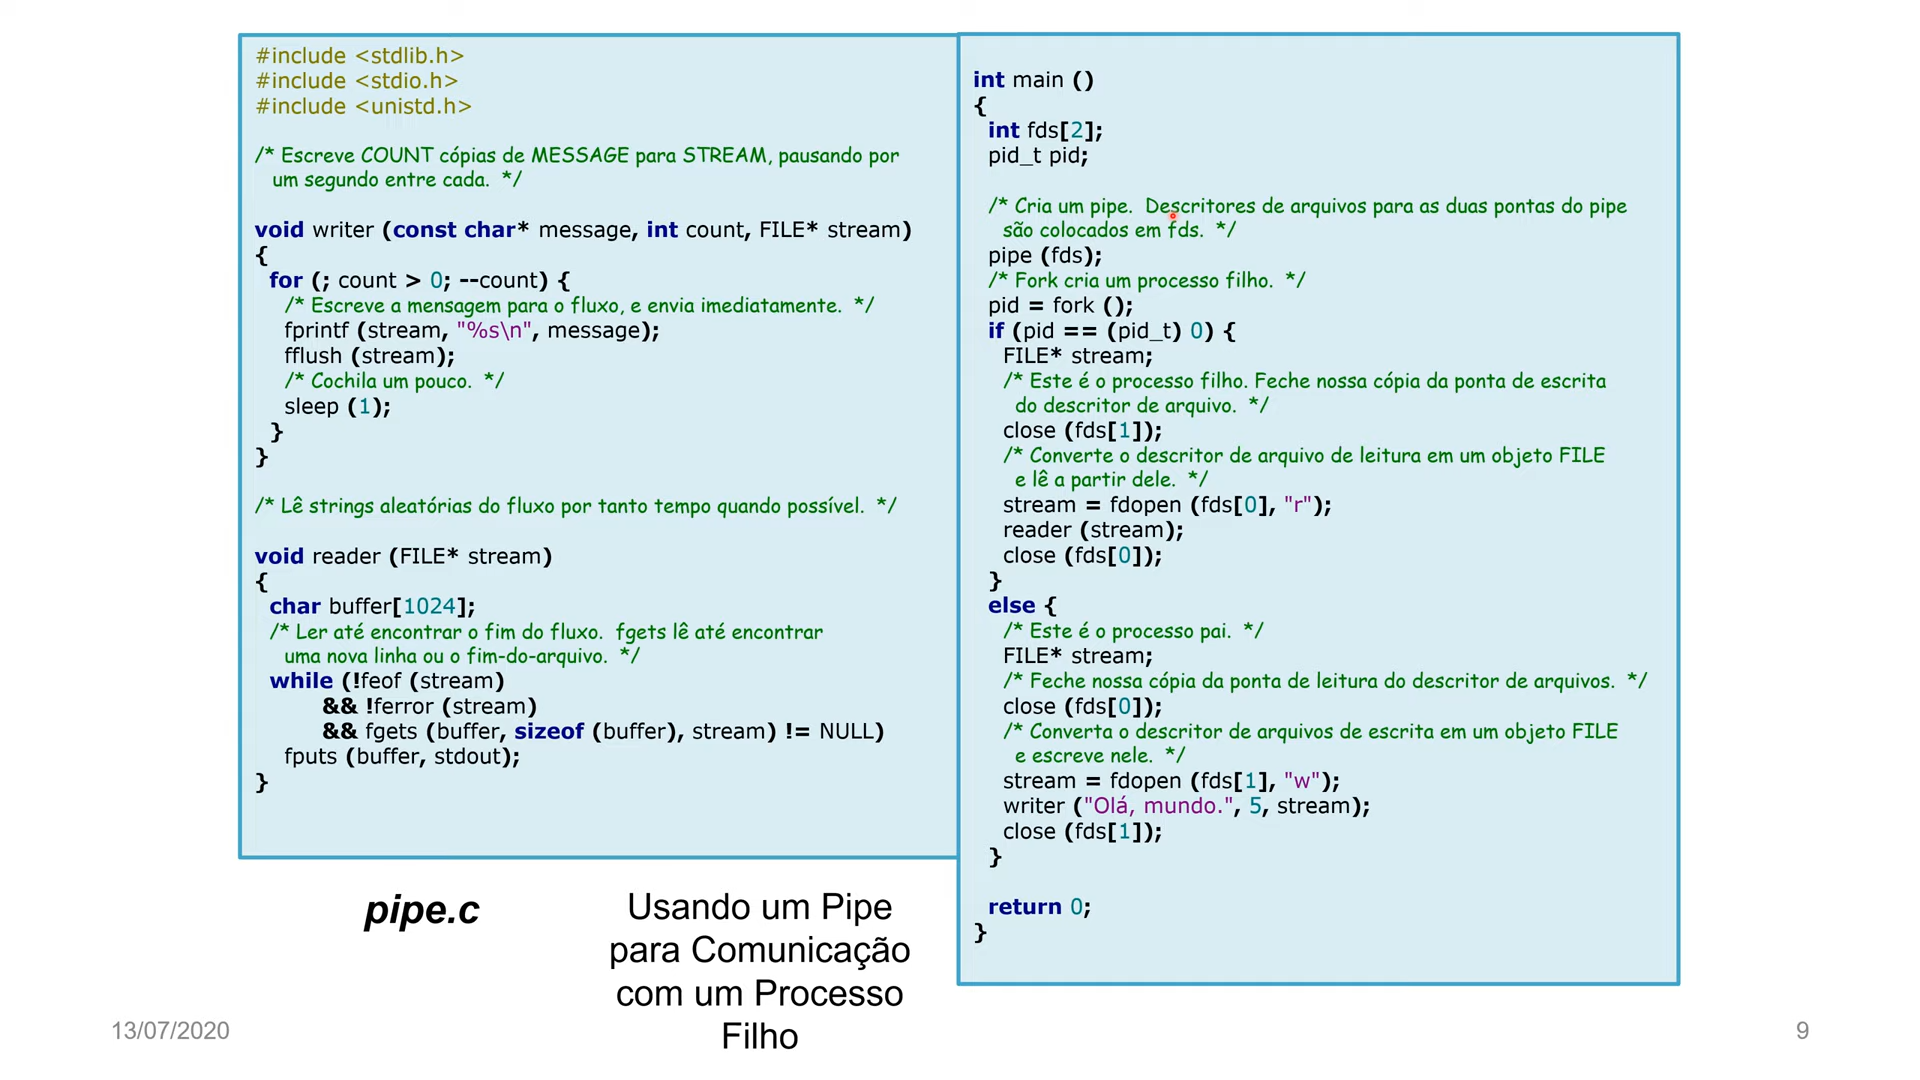 #include <stdlib.h>
#include <stdio.h>
#include <unistd.h>

/* Escreve COUNT cópias de MESSAGE para STREAM, pausando por
um segundo entre cada.  */

void writer (const char* message, int count, FILE* stream)
{
for (; count > 0; --count) {
/* Escreve a mensagem para o fluxo, e envia imediatamente.  */
fprintf (stream, "%s\n", message);
fflush (stream);
/* Cochila um pouco.  */
sleep (1);
}
}

/* Lê strings aleatórias do fluxo por tanto tempo quando possível.  */

void reader (FILE* stream)
{
char buffer[1024];
/* Ler até encontrar o fim do fluxo.  fgets lê até encontrar
uma nova linha ou o fim-do-arquivo.  */
while (!feof (stream)
&& !ferror (stream)
&& fgets (buffer, sizeof (buffer), stream) != NULL)
fputs (buffer, stdout);
}

int main ()
{
int fds[2];
pid_t pid;

/* Cria um pipe.  Descritores de arquivos para as duas pontas do pipe
são colocados em fds.  */
pipe (fds);
/* Fork cria um processo filho.  */
pid = fork ();
if (pid == (pid_t) 0) {
FILE* stream;
/* Este é o processo filho. Feche nossa cópia da ponta de escrita
do descritor de arquivo.  */
close (fds[1]);
/* Converte o descritor de arquivo de leitura em um objeto FILE
e lê a partir dele.  */
stream = fdopen (fds[0], "r");
reader (stream);
close (fds[0]);
}
else {
/* Este é o processo pai.  */
FILE* stream;
/* Feche nossa cópia da ponta de leitura do descritor de arquivos.  */
close (fds[0]);
/* Converta o descritor de arquivos de escrita em um objeto FILE
e escreve nele.  */
stream = fdopen (fds[1], "w");
writer ("Olá, mundo.", 5, stream);
close (fds[1]);
}

return 0;
}

pipe.c
Usando um Pipe
para Comunicação
com um Processo
Filho
13/07/2020
9